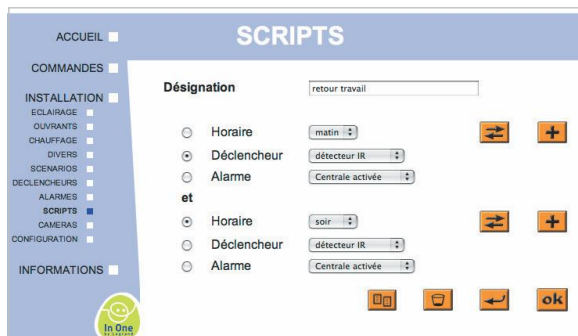 SCRIPTS
ACCUEIL
COMMANDES
INSTALLATION
ECLAIRAGE
OUVRANTS
CHAUFFAGE
DIVERS
SCENARIOS
DECLENCHEURS
ALARMES
SCRIPTS
CAMERAS
CONFIGURATION
INFORMATIONS
In One
by Legrand
Désignation retour travail
Horaire matin
Déclencheur détecteur IR
Alarme Centrale activée
et
Horaire soir
Déclencheur détecteur IR
Alarme Centrale activée
ok